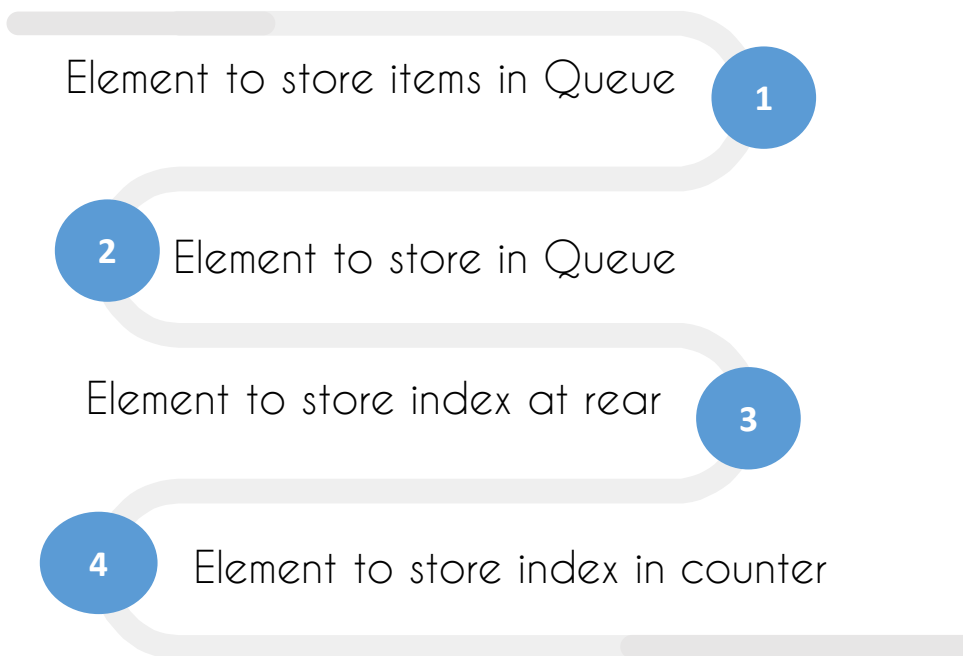 Element to store items in Queue
1
2
Element to store in Queue
Element to store index at rear
3
4
Element to store index in counter